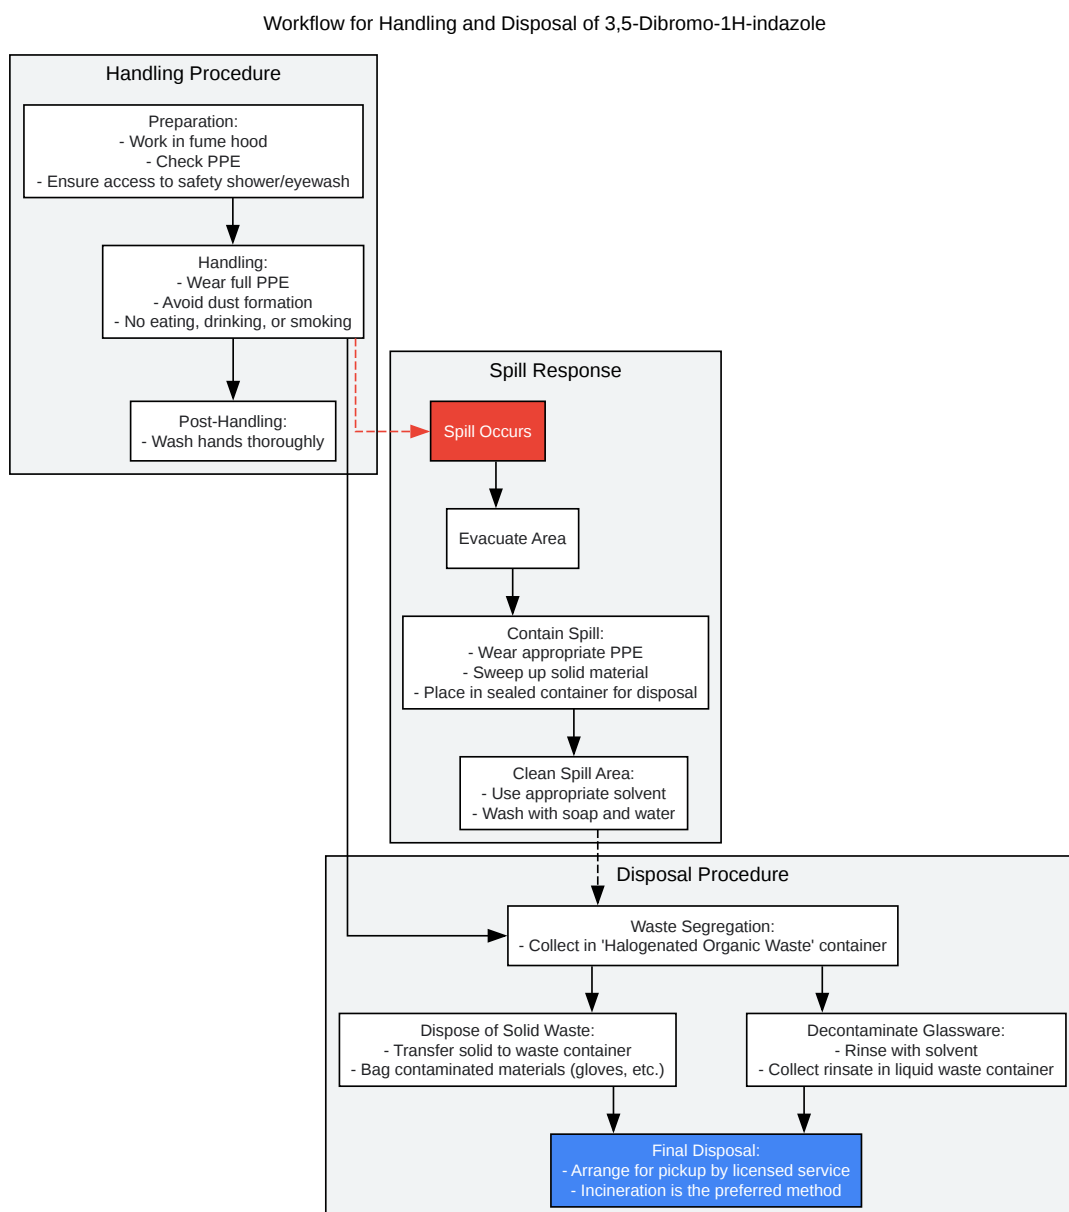 Workflow for Handling and Disposal of 3,5-Dibromo-1H-indazole
Handling Procedure
Preparation:
- Work in fume hood
- Check PPE
- Ensure access to safety shower/eyewash
Handling:
- Wear full PPE
- Avoid dust formation
- No eating, drinking, or smoking
Post-Handling:
- Wash hands thoroughly
Spill Response
Spill Occurs
Evacuate Area
Contain Spill:
- Wear appropriate PPE
- Sweep up solid material
- Place in sealed container for disposal
Clean Spill Area:
- Use appropriate solvent
- Wash with soap and water
Disposal Procedure
Waste Segregation:
- Collect in 'Halogenated Organic Waste' container
Dispose of Solid Waste:
- Transfer solid to waste container
- Bag contaminated materials (gloves, etc.)
Decontaminate Glassware:
- Rinse with solvent
- Collect rinsate in liquid waste container
Final Disposal:
- Arrange for pickup by licensed service
- Incineration is the preferred method